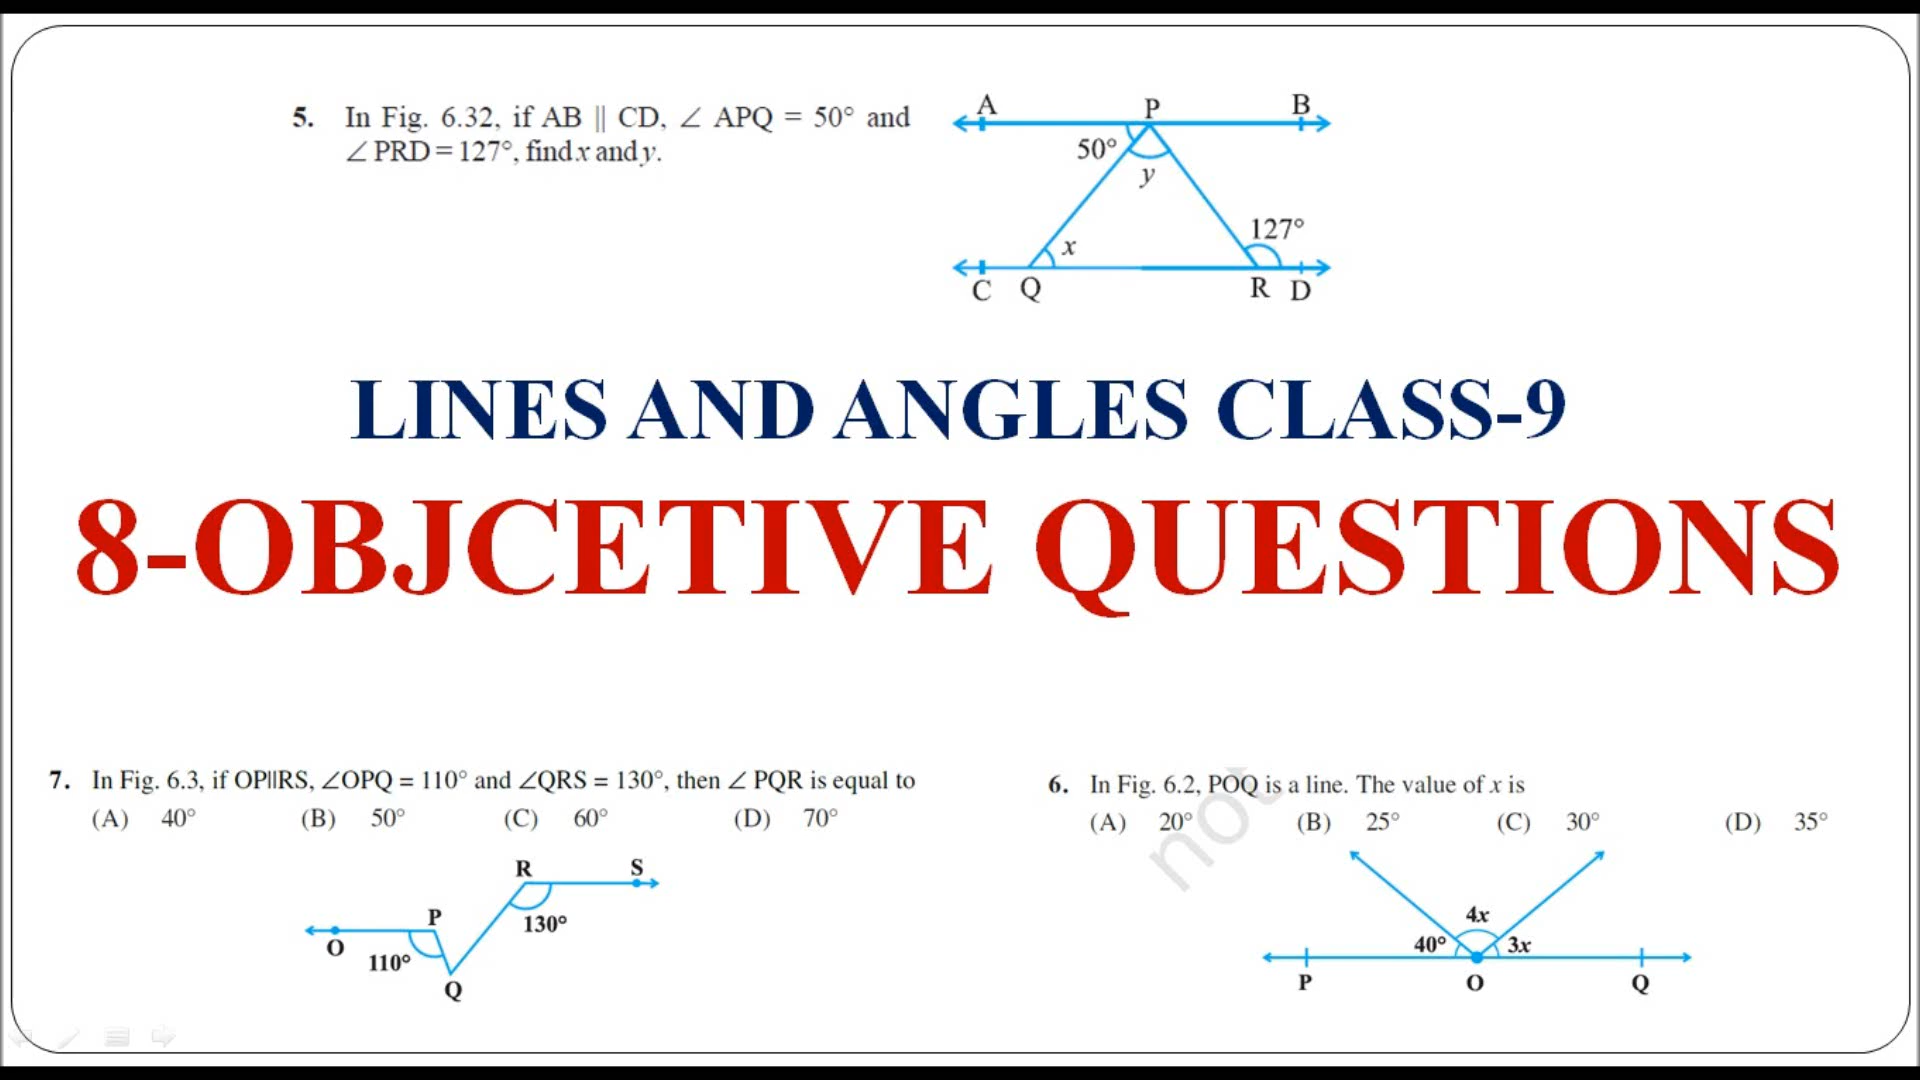 5. In Fig. 6.32, if AB || CD, ∠ APQ = 50° and
∠ PRD = 127°, find x and y.
A P B
50°
y
127°
x
C Q R D
LINES AND ANGLES CLASS-9
8-OBJCETIVE QUESTIONS
7. In Fig. 6.3, if OP||RS, ∠OPQ = 110° and ∠QRS = 130°, then ∠ PQR is equal to
(A) 40° (B) 50° (C) 60° (D) 70°
R S
P
130°
O
110°
Q
6. In Fig. 6.2, POQ is a line. The value of x is
(A) 20° (B) 25° (C) 30° (D) 35°
not
4x
40° 3x
P O Q